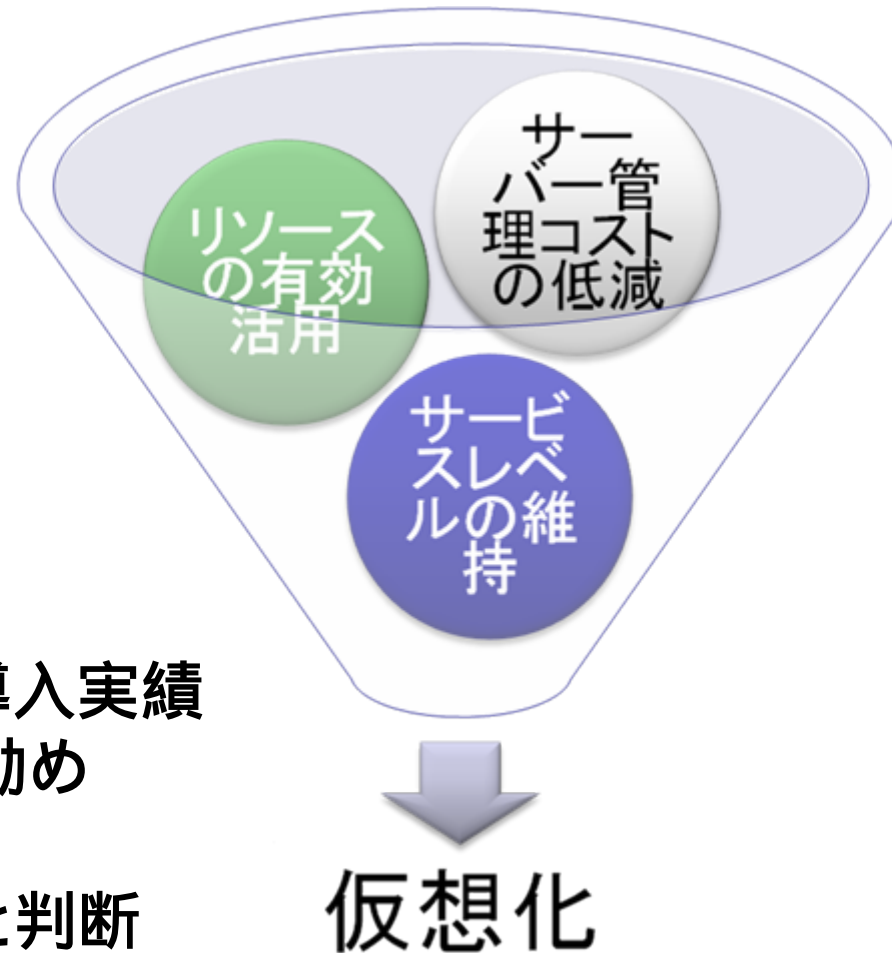 サー
バー管
理コスト
の低減
リソース
の有効
活用
サービ
スレベ
ルの維
持
導入実績
勧め
と判断
仮想化